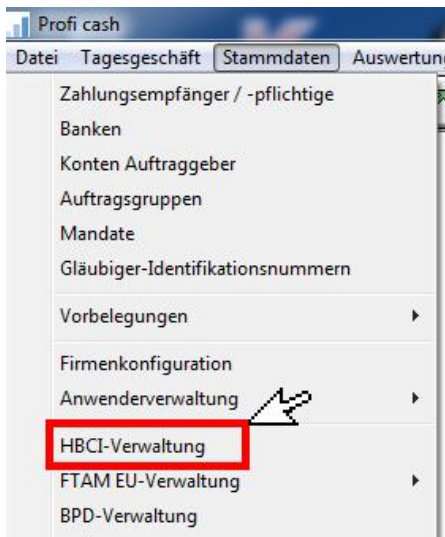 Profi cash
Datei Tagesgeschäft Stammdaten Auswertun
Zahlungsempfänger / -pflichtige
Banken
Konten Auftraggeber
Auftragsgruppen
Mandate
Gläubiger-Identifikationsnummern
Vorbelegungen
Firmenkonfiguration
Anwenderverwaltung
HBCI-Verwaltung
FTAM EU-Verwaltung
BPD-Verwaltung